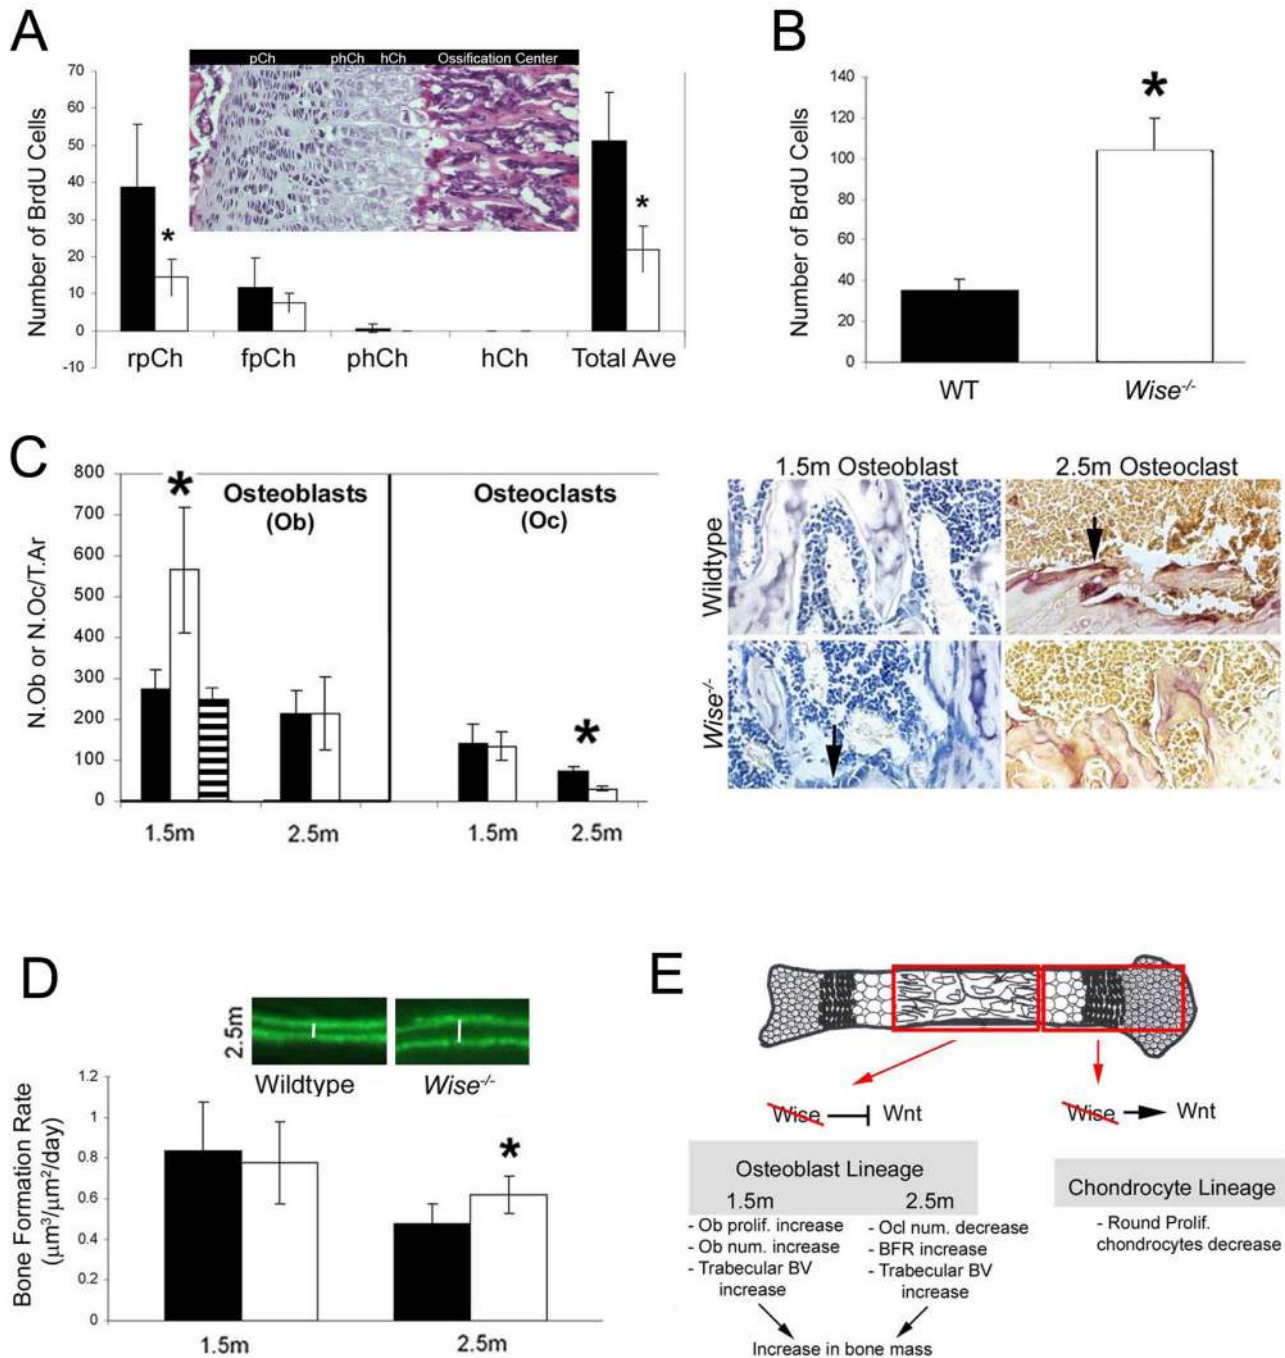 A
pCh phCh hCh Ossification Center
Number of BrdU Cells
70
60
50
40
30
20
10
0
-10
*
*
rpCh fpCh phCh hCh Total Ave
B
Number of BrdU Cells
140
120
100
80
60
40
20
0
*
WT Wise-/-
C
N.Ob or N.Oc/T.Ar
800
700
600
500
400
300
200
100
0
*
Osteoblasts
(Ob)
Osteoclasts
(Oc)
*
1.5m 2.5m 1.5m 2.5m
1.5m Osteoblast 2.5m Osteoclast
Wildtype
Wise-/-
D
2.5m
Wildtype Wise-/-
Bone Formation Rate
(μm³/μm²/day)
1.2
1
0.8
0.6
0.4
0.2
0
*
1.5m 2.5m
E
Wise Wnt
Wise Wnt
Osteoblast Lineage
1.5m 2.5m
- Ob prolif. increase
- Ob num. increase
- Trabecular BV
increase
- Ocl num. decrease
- BFR increase
- Trabecular BV
increase
Increase in bone mass
Chondrocyte Lineage
- Round Prolif.
chondrocytes decrease